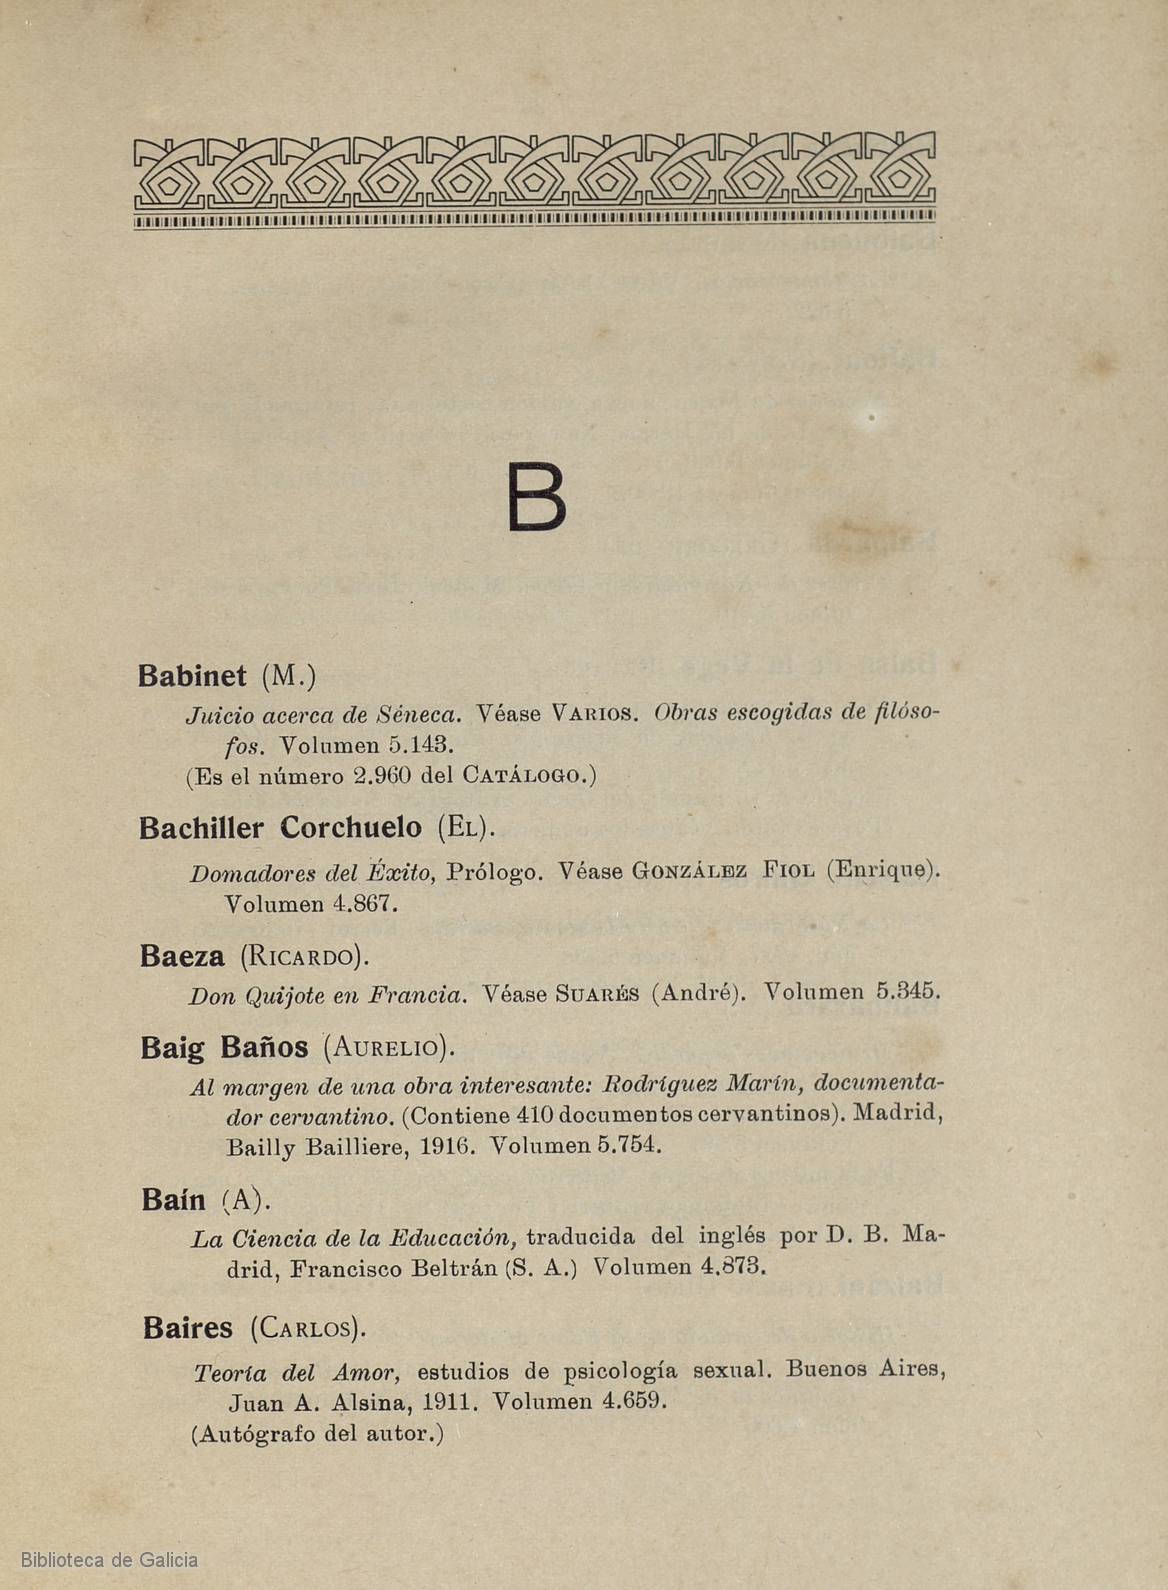 B
Babinet (M.)
Juicio acerca de Séneca. Véase VARIOS. Obras escogidas de filóso-
fos. Volumen 5.143.
(Es el número 2.960 del CATÁLOGO.)
Bachiller Corchuelo (EL).
Domadores del Éxito, Prólogo. Véase GONZÁLEZ FIOL (Enrique).
Volumen 4.867.
Baeza (RICARDO).
Don Quijote en Francia. Véase SUARÉS (André). Volumen 5.345.
Baig Baños (AURELIO).
Al margen de una obra interesante: Rodríguez Marín, documenta-
dor cervantino. (Contiene 410 documentos cervantinos). Madrid,
Bailly Bailliere, 1916. Volumen 5.754.
Baín (A).
La Ciencia de la Educación, traducida del inglés por D. B. Ma-
drid, Francisco Beltrán (S. A.) Volumen 4.873.
Baires (CARLOS).
Teoría del Amor, estudios de psicología sexual. Buenos Aires,
Juan A. Alsina, 1911. Volumen 4.659.
(Autógrafo del autor.)
Biblioteca de Galicia